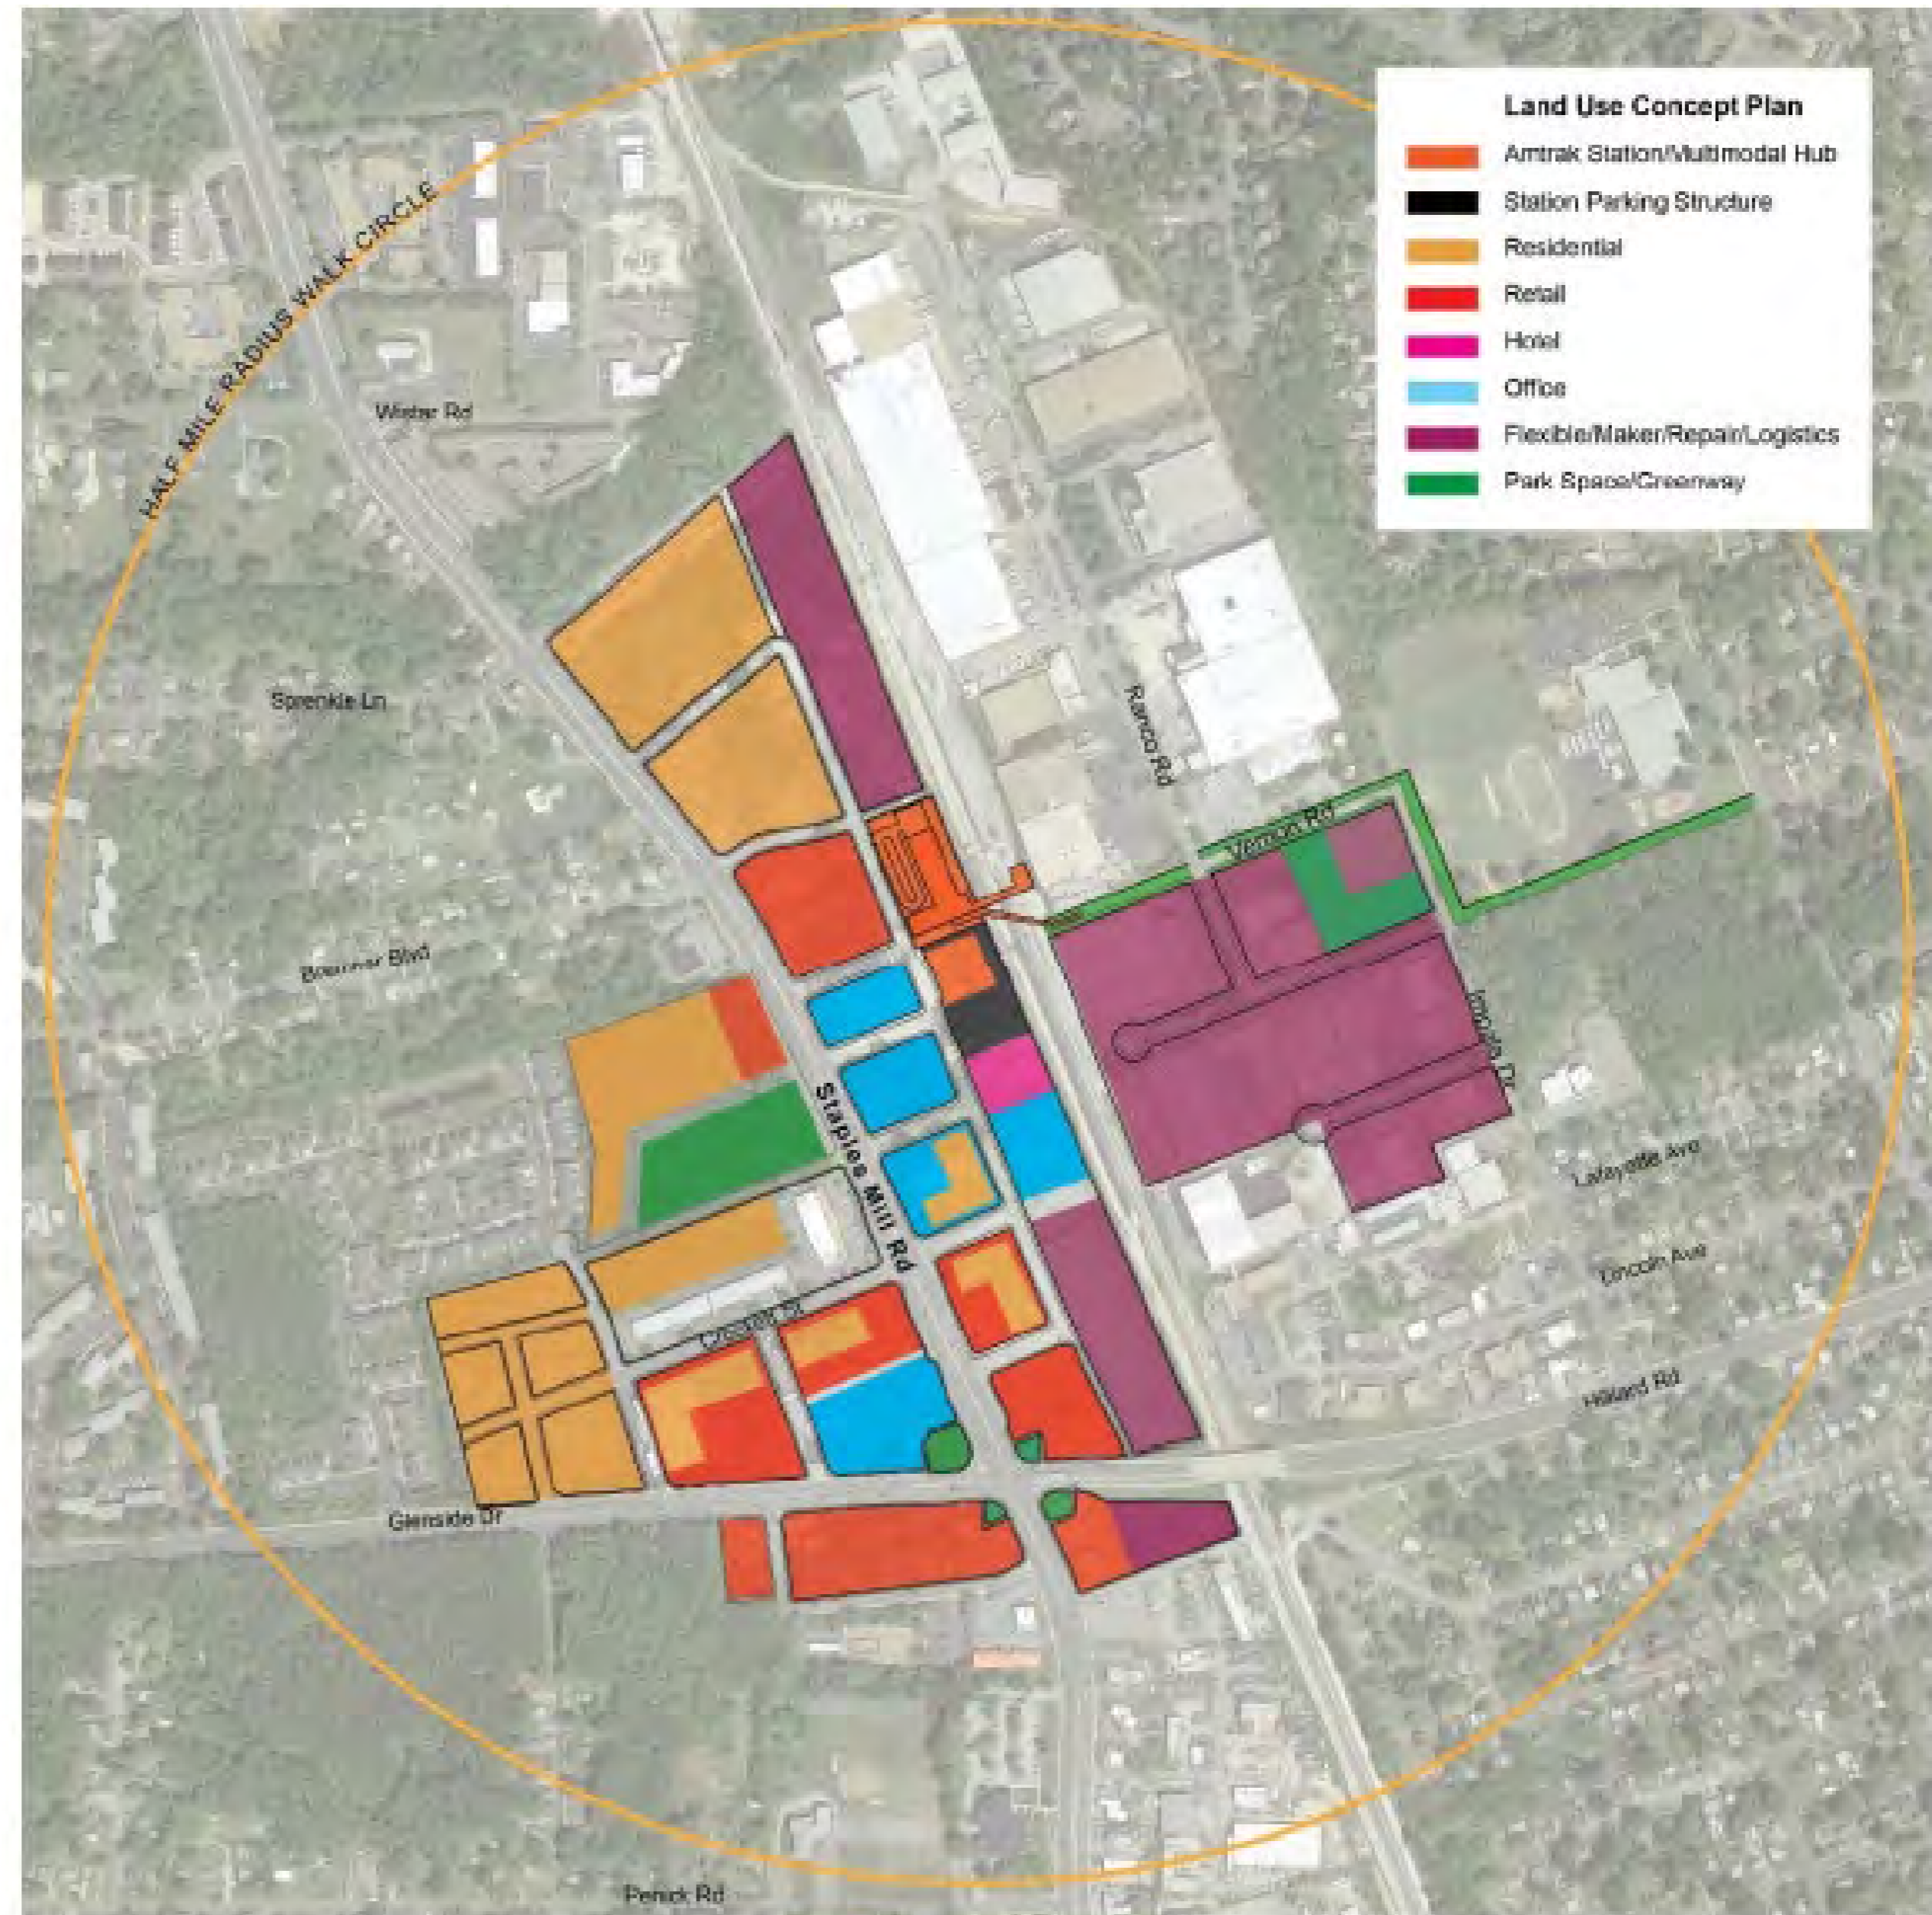 Land Use Concept Plan
Amtrak Station/Multimodal Hub
Station Parking Structure
Residential
Retail
Hotel
Office
Flexible/Maker/Repair/Logistics
Park Space/Greenway
HALF MILE RADIUS WALK CIRCLE
Wistar Rd
Sprenkle Ln
Ranco Rd
Vernon Rd
Blvd
Dr
Staples Mill Rd
Lafayette Ave
Lincoln Ave
Hilliard Rd
Glenside Dr
Penick Rd